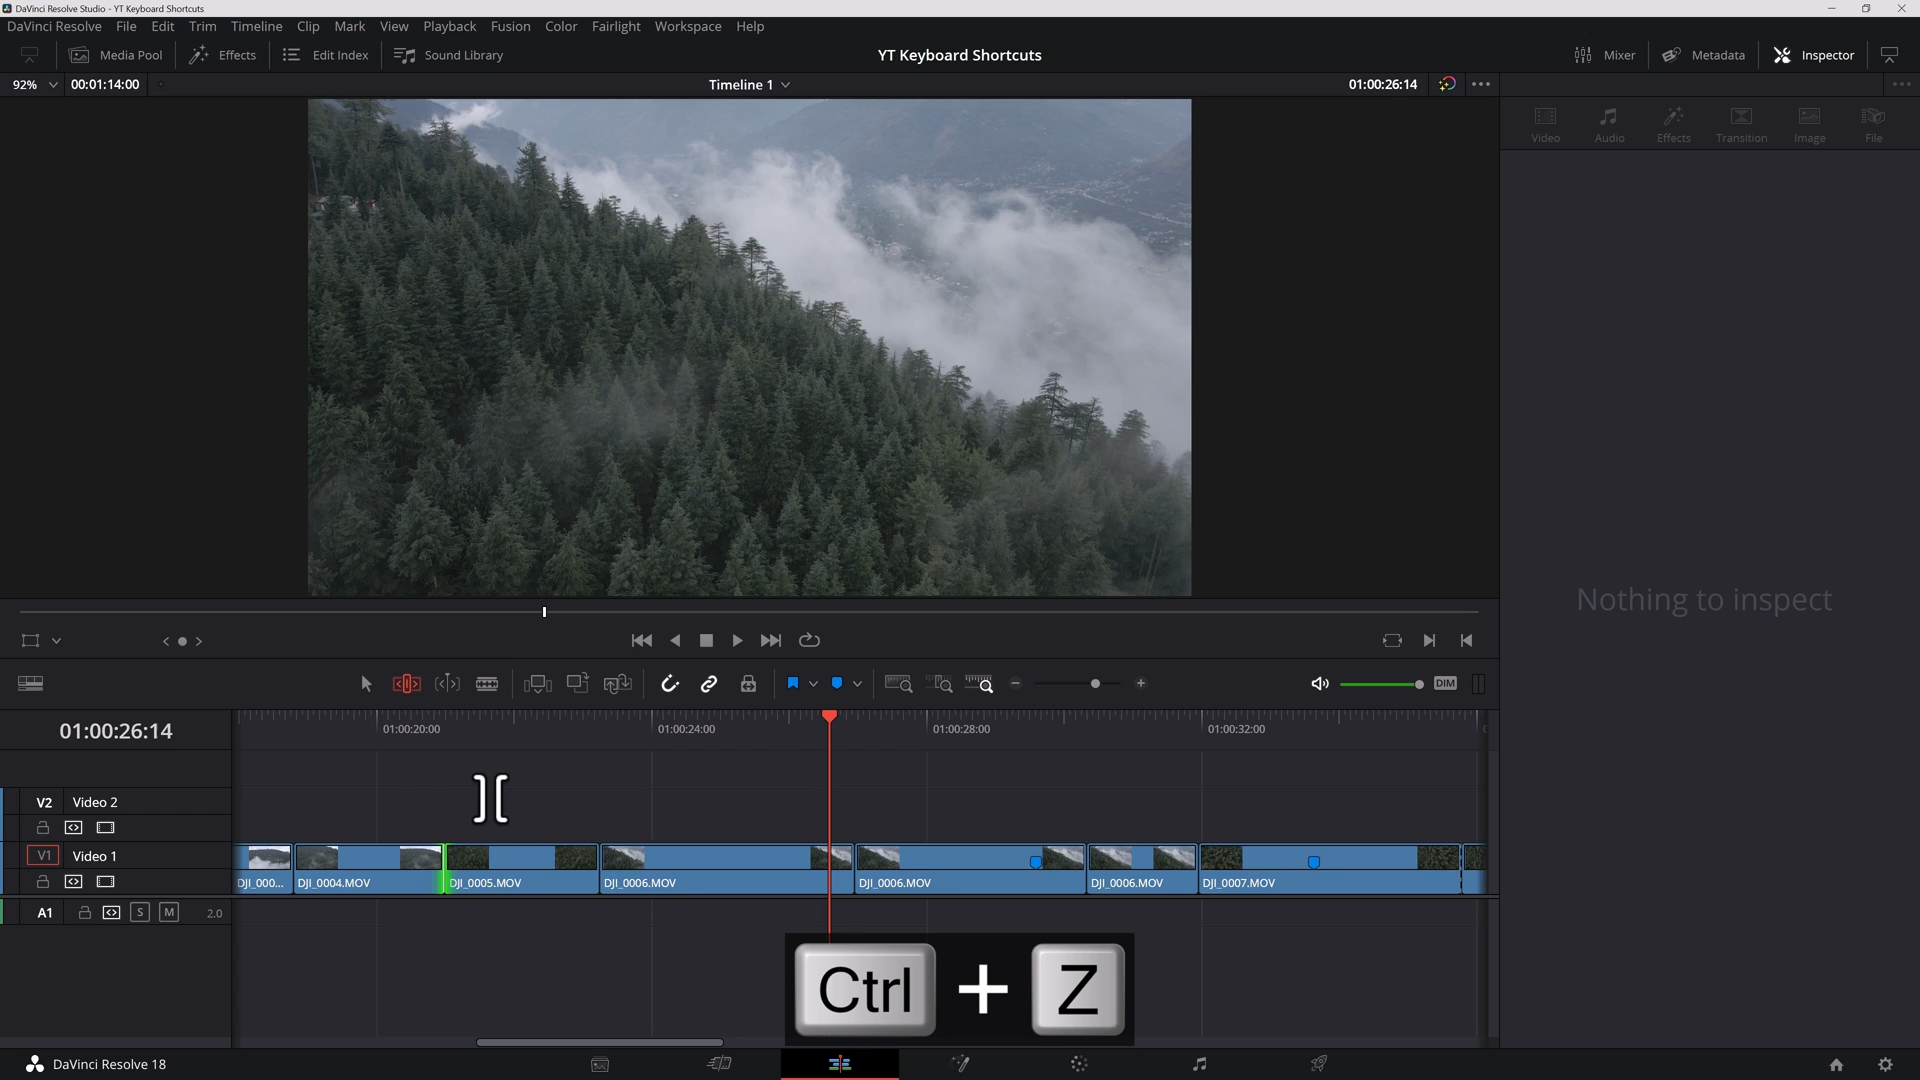 DaVinci Resolve Studio - YT Keyboard Shortcuts
DaVinci Resolve File Edit Trim Timeline Clip Mark View Playback Fusion Color Fairlight Workspace Help
Media Pool Effects Edit Index Sound Library YT Keyboard Shortcuts Mixer Metadata Inspector
92% 00:01:14:00 Timeline 1 01:00:26:14
Video Audio Effects Transition Image File
Nothing to inspect
DIM
01:00:26:14 01:00:20:00 01:00:24:00 01:00:28:00 01:00:32:00
V2 Video 2
V1 Video 1
DJI_000... DJI_0004.MOV DJI_0005.MOV DJI_0006.MOV DJI_0006.MOV DJI_0006.MOV DJI_0007.MOV
A1 S M 2.0
Ctrl + Z
DaVinci Resolve 18